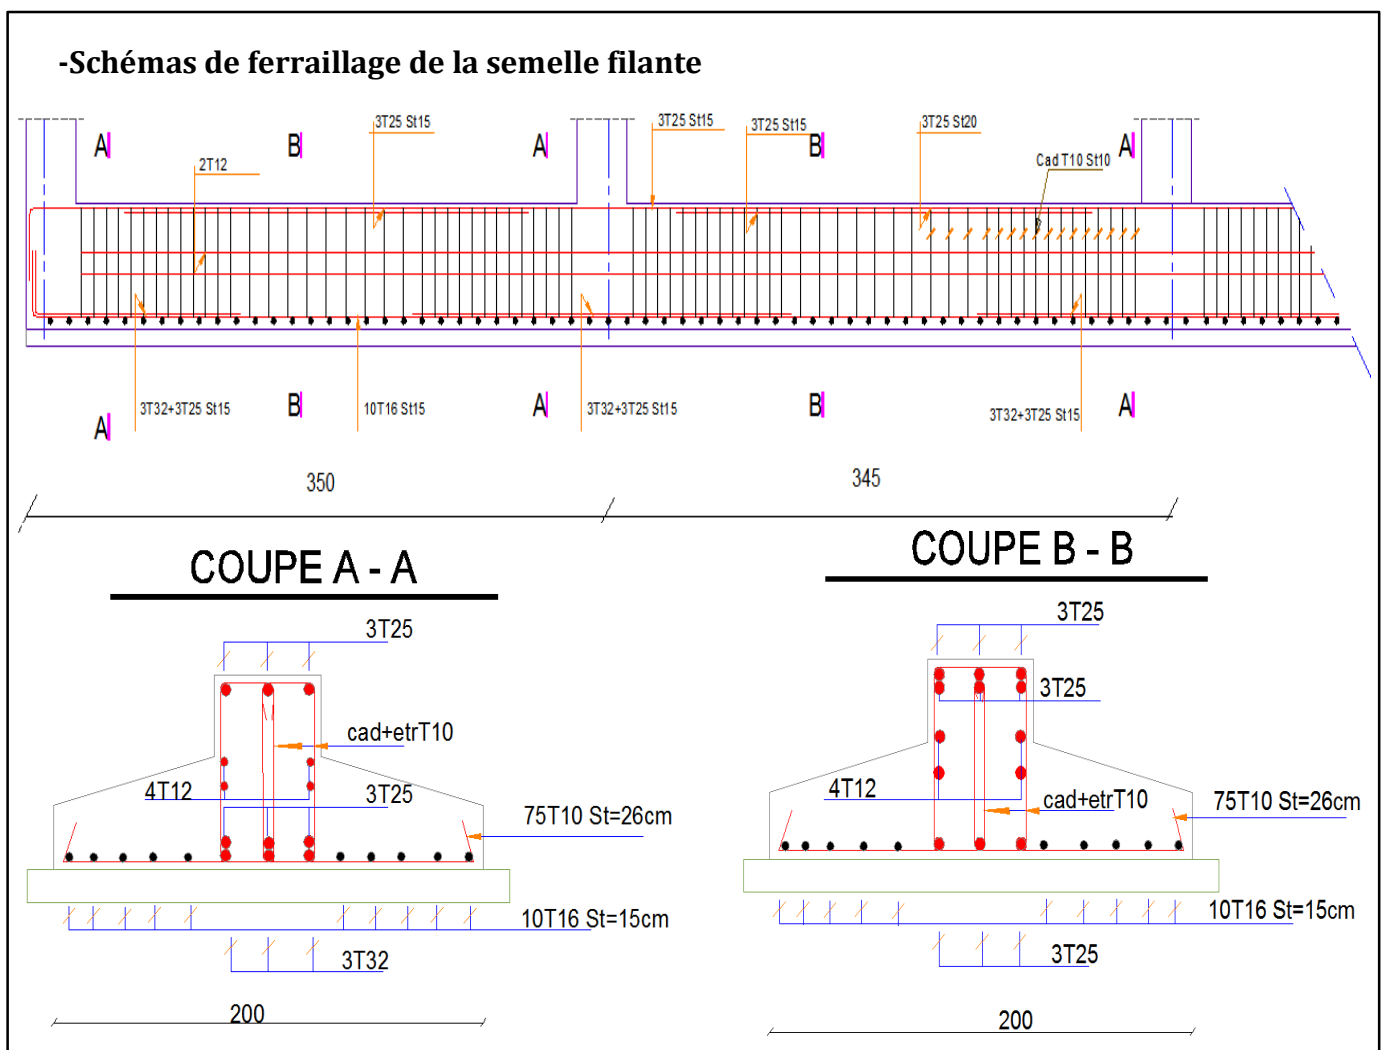 -Schémas de ferraillage de la semelle filante
3T25 St15
3T25 St15
3T25 St15
3T25 St20
A
B
A
B
A
2T12
Cad T10 St10
3T32+3T25 St15
10T16 St15
3T32+3T25 St15
3T32+3T25 St15
A
B
A
B
A
350
345
COUPE A - A
COUPE B - B
3T25
cad+etrT10
4T12
3T25
75T10 St=26cm
10T16 St=15cm
3T32
200
3T25
3T25
4T12
cad+etrT10
75T10 St=26cm
10T16 St=15cm
3T25
200